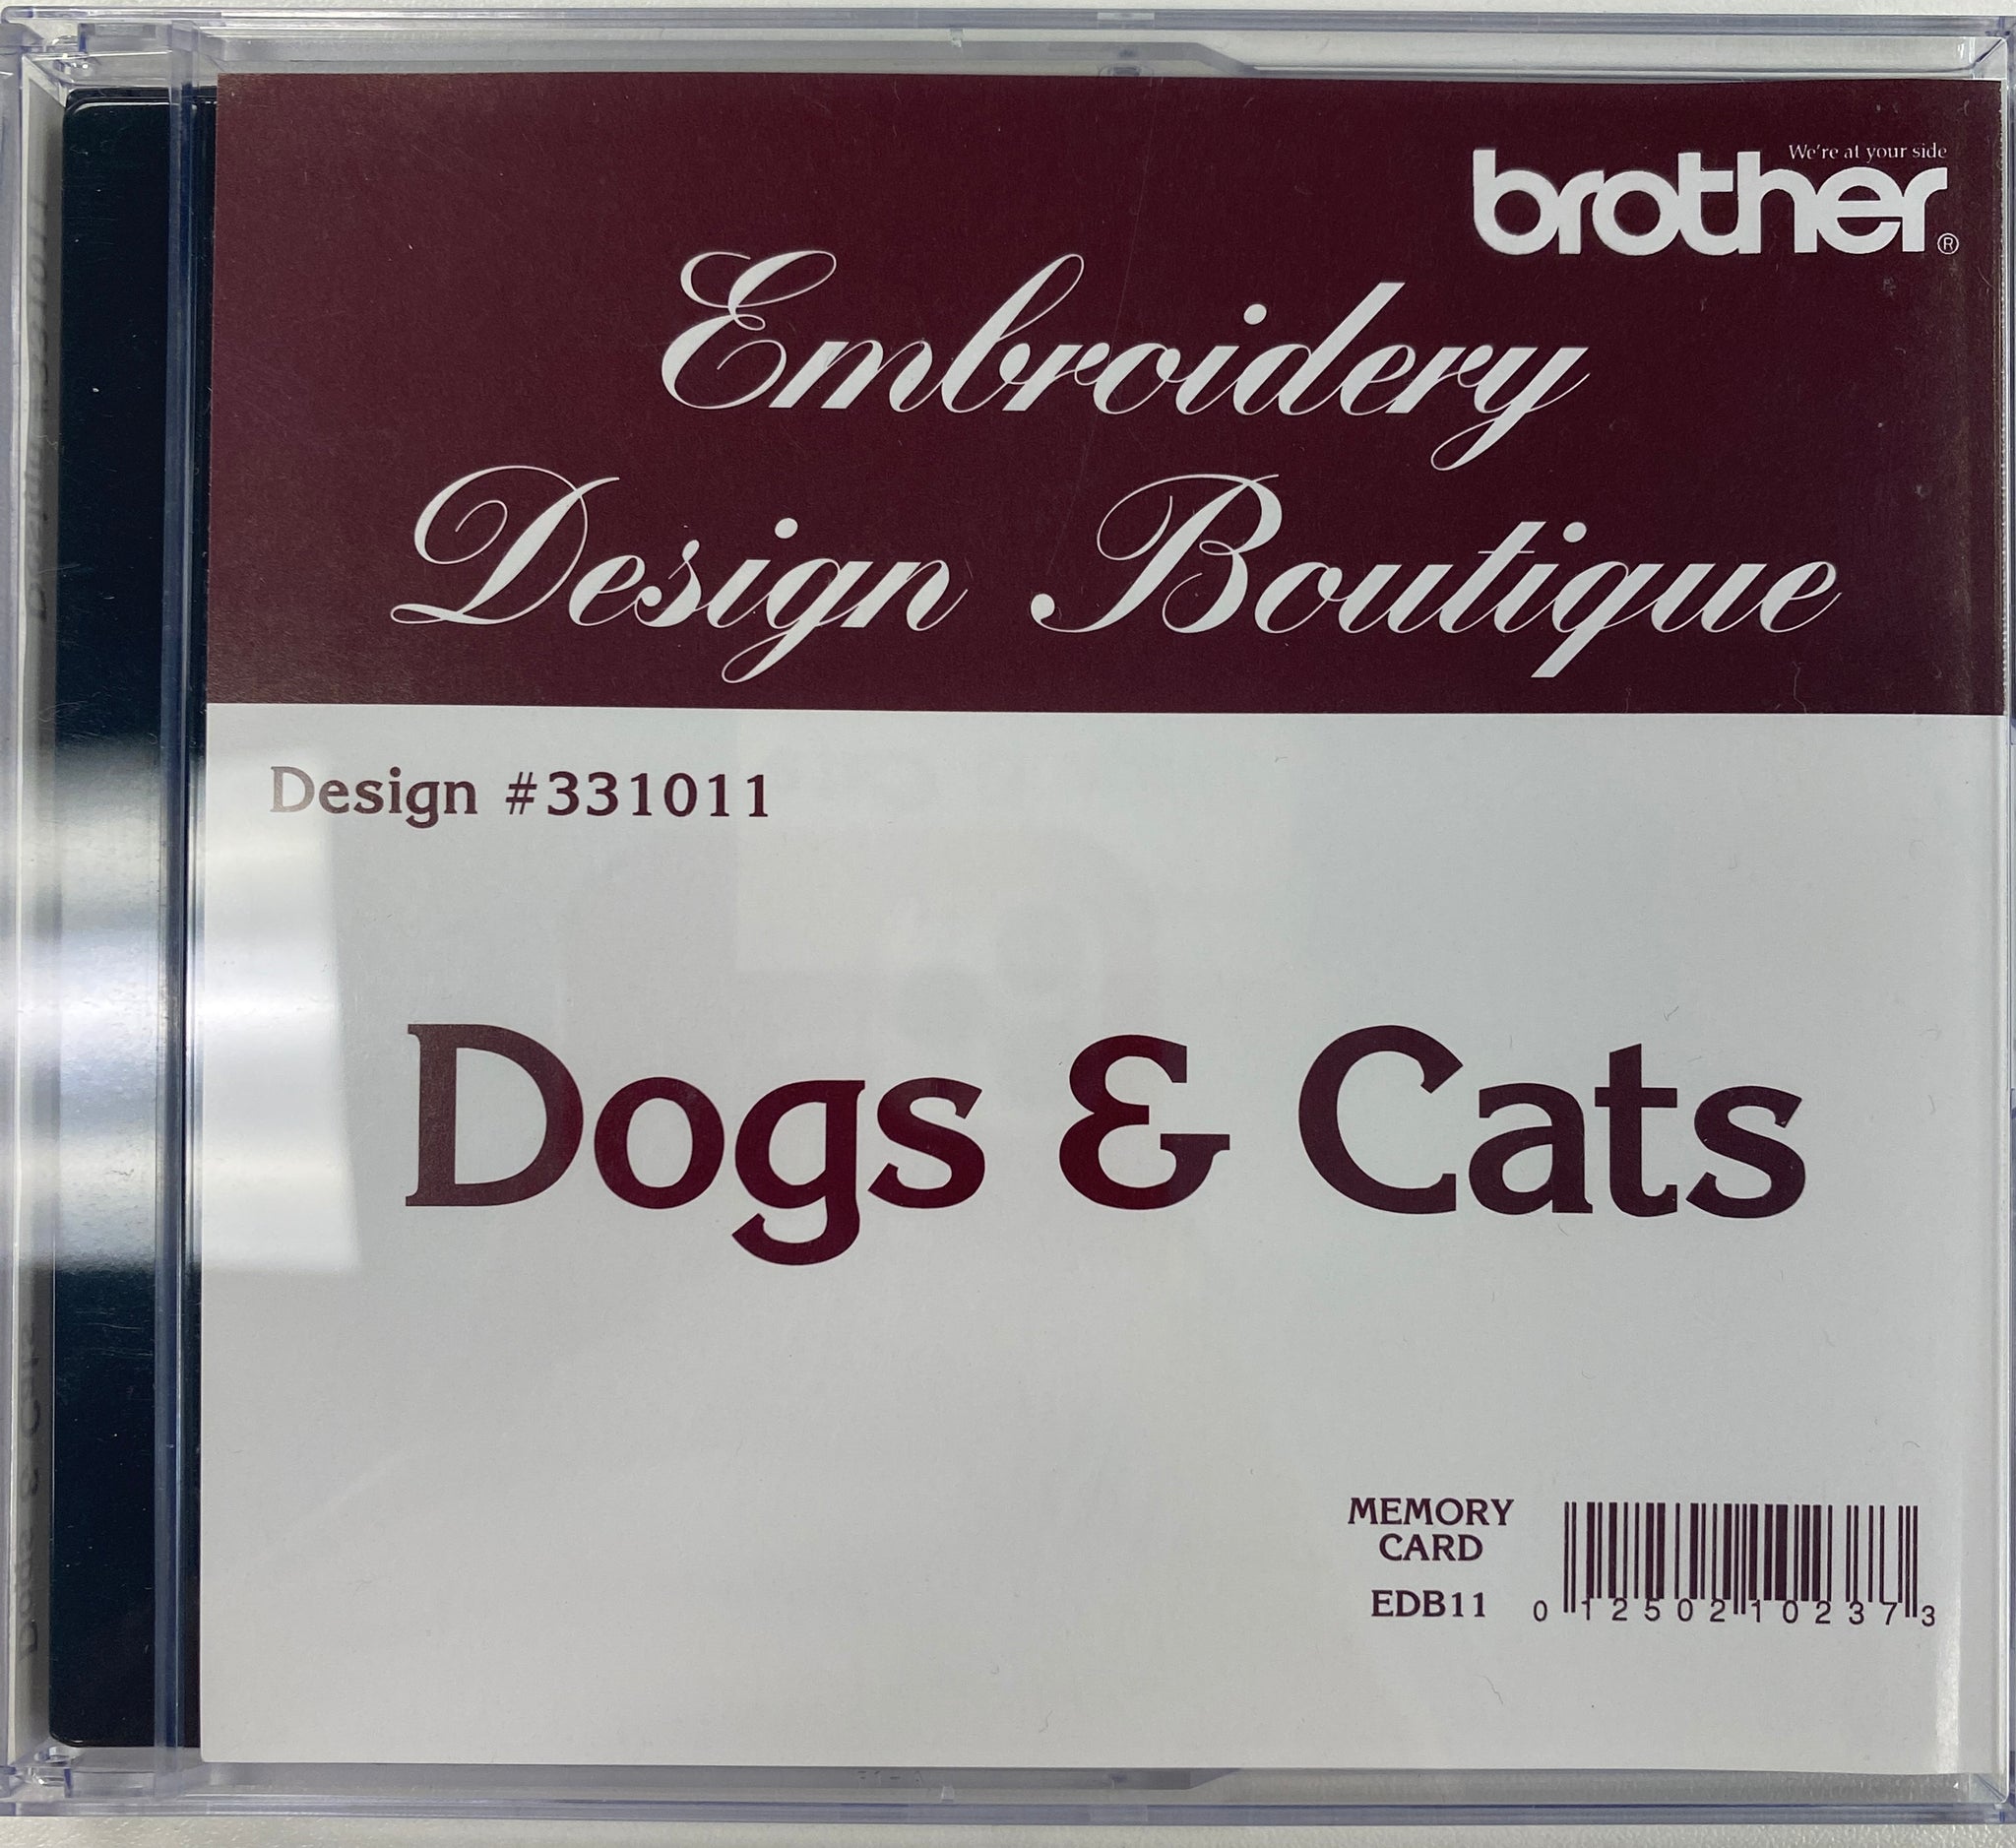 We're at your side
brother®
Embroidery
Design Boutique
Design #331011
Dogs & Cats
MEMORY
CARD
EDB11
0 12502 10237 3